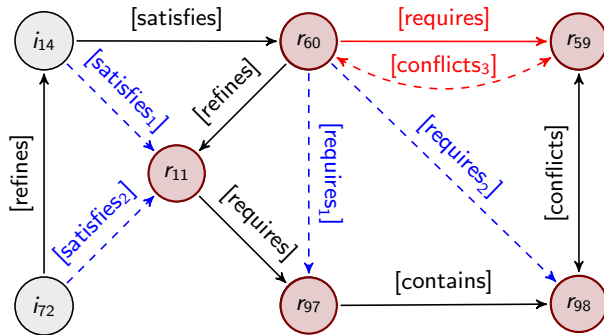 [satisfies]
[requires]
i14
r60
r59
[conflicts3]
[satisfies1]
[refines]
[refines]
r11
[requires1]
[requires2]
[conflicts]
[satisfies2]
[requires]
[contains]
i72
r97
r98